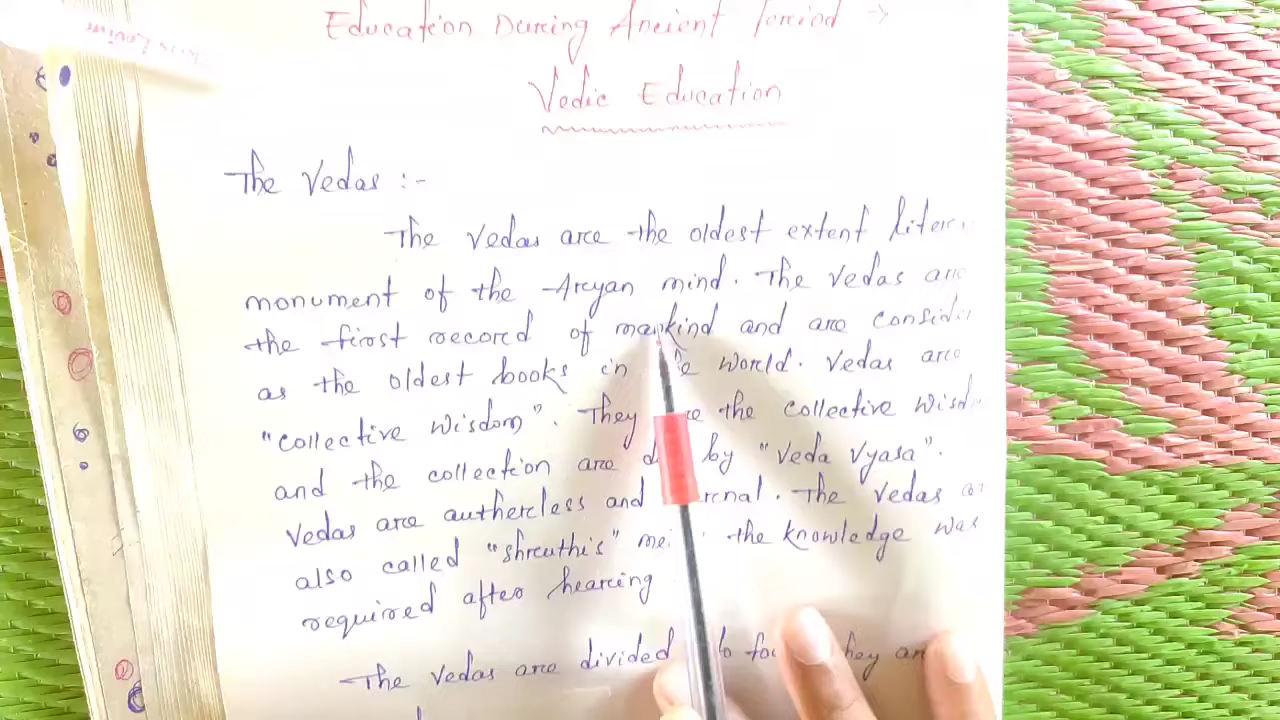 Education During Ancient Period →
Vedic Education
The Vedas :-
The Vedas are the oldest extent
monument of the Aryan mind. The Vedas are
the first record of mankind and are
as the oldest books in world. Vedas are
"collective wisdom". They the collective
and the collection are by "Veda Vyasa".
Vedas are autherless and The Vedas
also called "shruthis" the knowledge was
required after hearing
The Vedas are divided